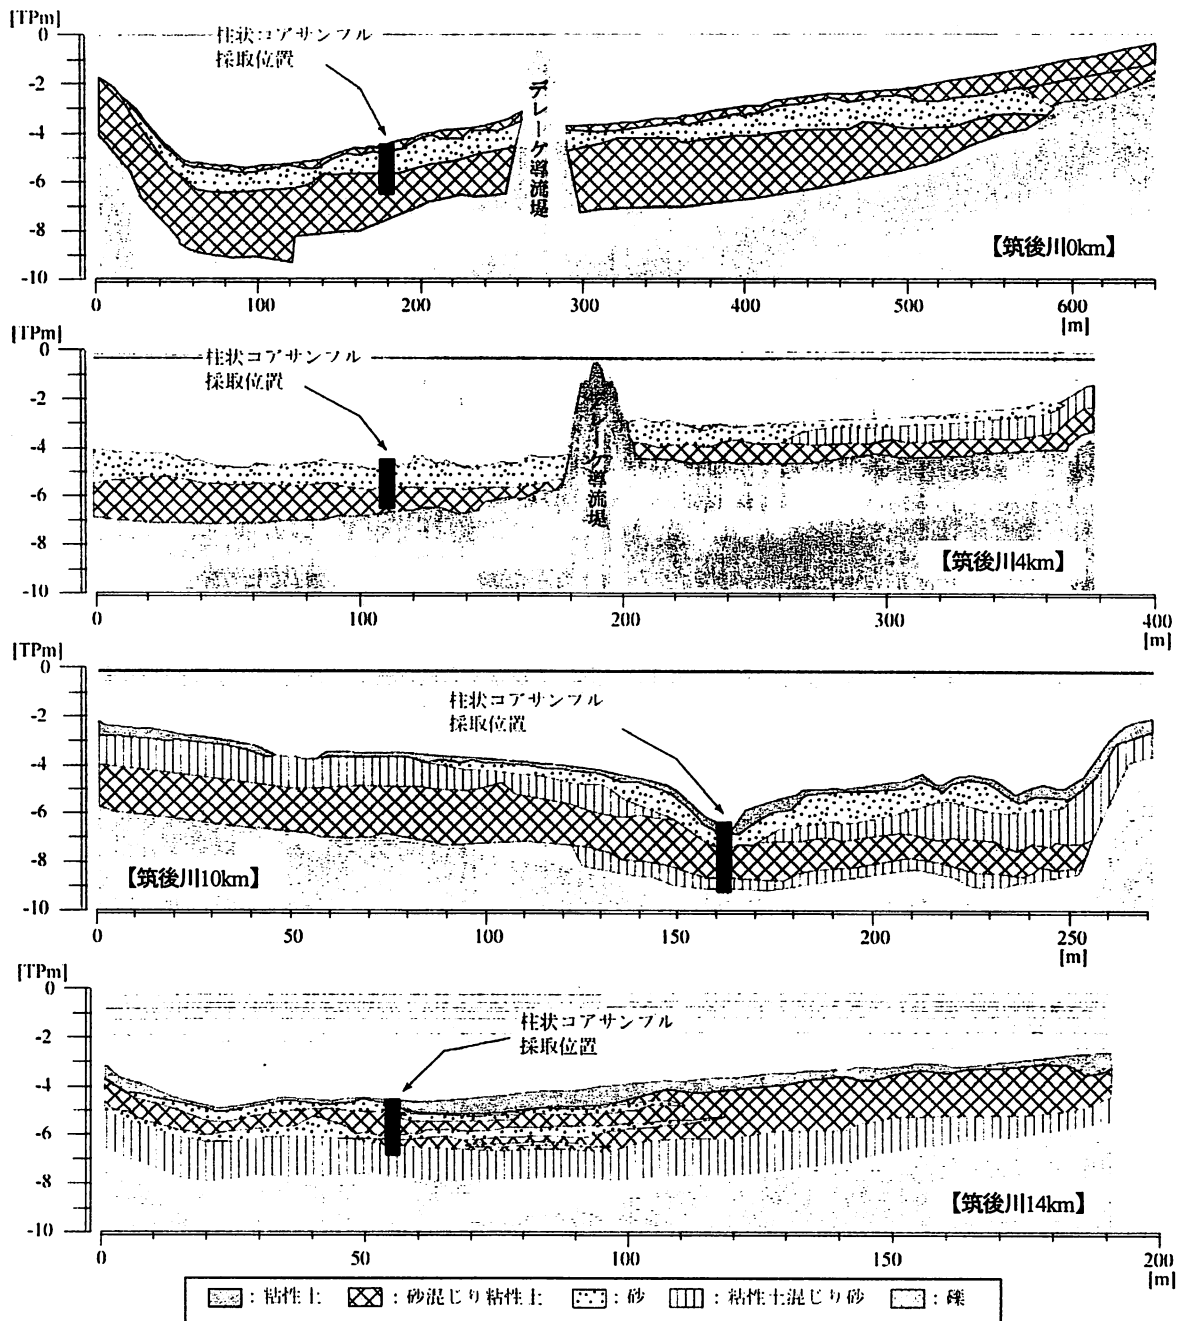 [TPm]
0
-2
-4
-6
-8
-10
柱状コアサンプル
採取位置
デレーケ導流堤
【筑後川0km】
0
100
200
300
400
500
600
[m]
[TPm]
0
-2
-4
-6
-8
-10
柱状コアサンプル
採取位置
デレーケ導流堤
【筑後川4km】
0
100
200
300
400
[m]
[TPm]
0
-2
-4
-6
-8
-10
柱状コアサンプル
採取位置
【筑後川10km】
0
50
100
150
200
250
[m]
[TPm]
0
-2
-4
-6
-8
-10
柱状コアサンプル
採取位置
【筑後川14km】
0
50
100
150
200
[m]
：粘性土 ：砂混じり粘性土 ：砂 ：粘性土混じり砂 ：礫